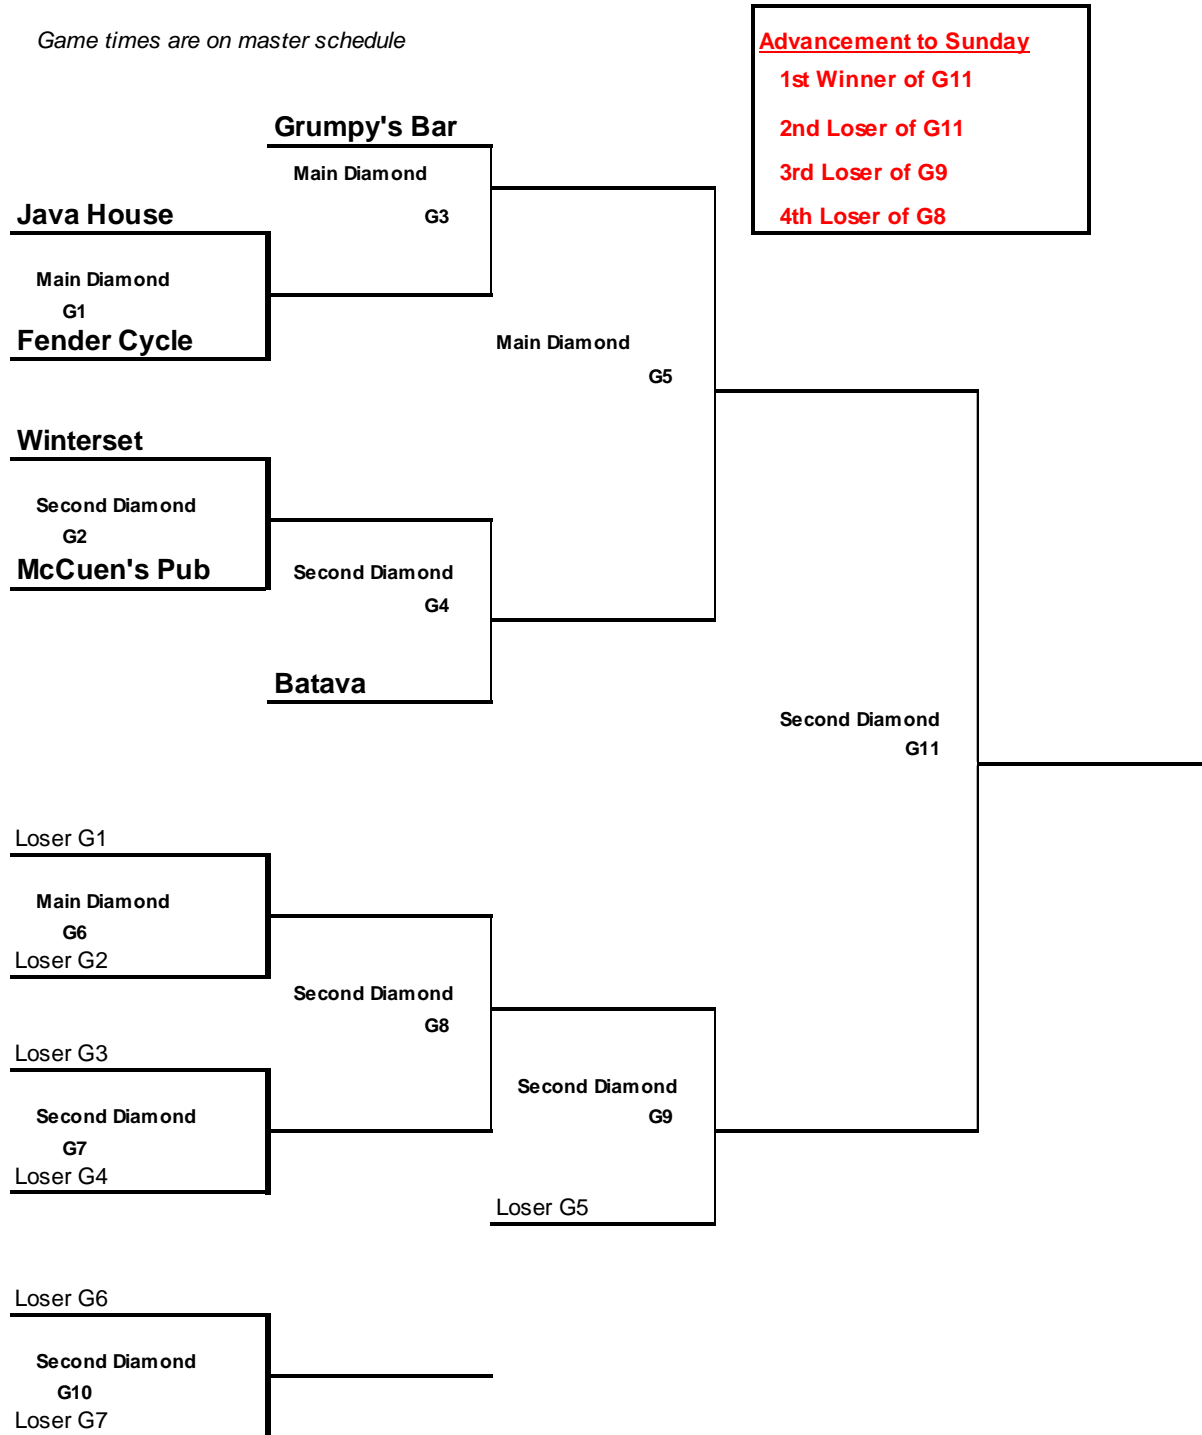 Game times are on master schedule
Advancement to Sunday
1st Winner of G11
2nd Loser of G11
3rd Loser of G9
4th Loser of G8
Grumpy's Bar
Main Diamond
G3
Java House
Main Diamond
G1
Fender Cycle
Main Diamond
G5
Winterset
Second Diamond
G2
McCuen's Pub
Second Diamond
G4
Batava
Second Diamond
G11
Loser G1
Main Diamond
G6
Loser G2
Second Diamond
G8
Loser G3
Second Diamond
G7
Loser G4
Second Diamond
G9
Loser G5
Loser G6
Second Diamond
G10
Loser G7